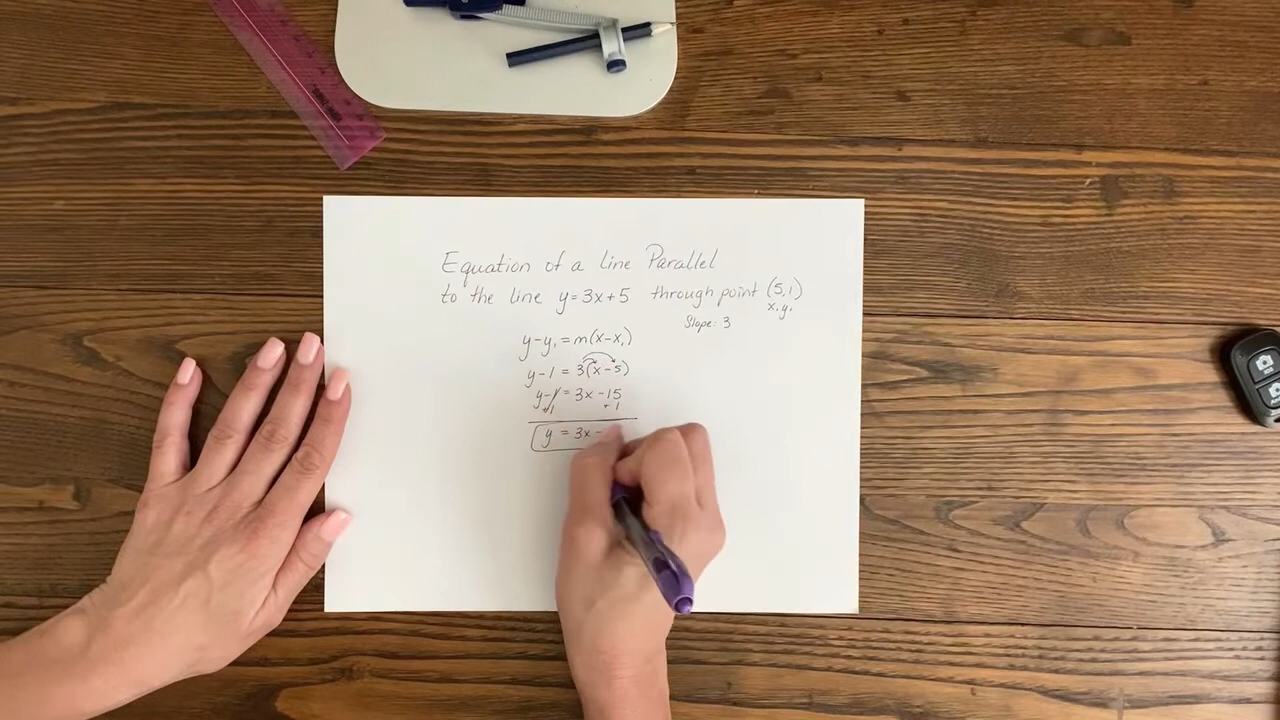 Equation of a line Parallel
to the line y=3x+5 through point (5,1)
x₁ y₁
Slope: 3
y-y₁ = m(x-x₁)
y-1 = 3(x-5)
y-1 = 3x -15
+1 +1
y = 3x -